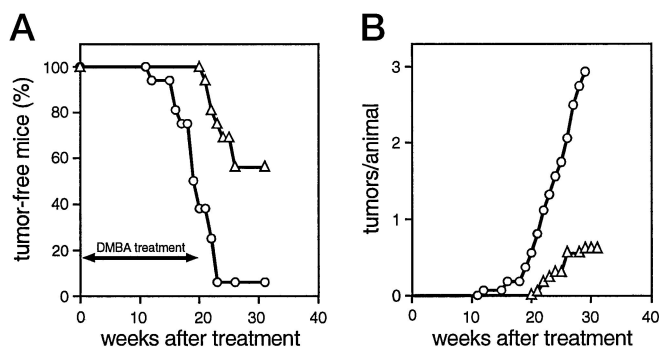 A
tumor-free mice (%)
100
80
60
40
20
0
DMBA treatment
0 10 20 30 40
weeks after treatment
B
tumors/animal
3
2
1
0
0 10 20 30 40
weeks after treatment